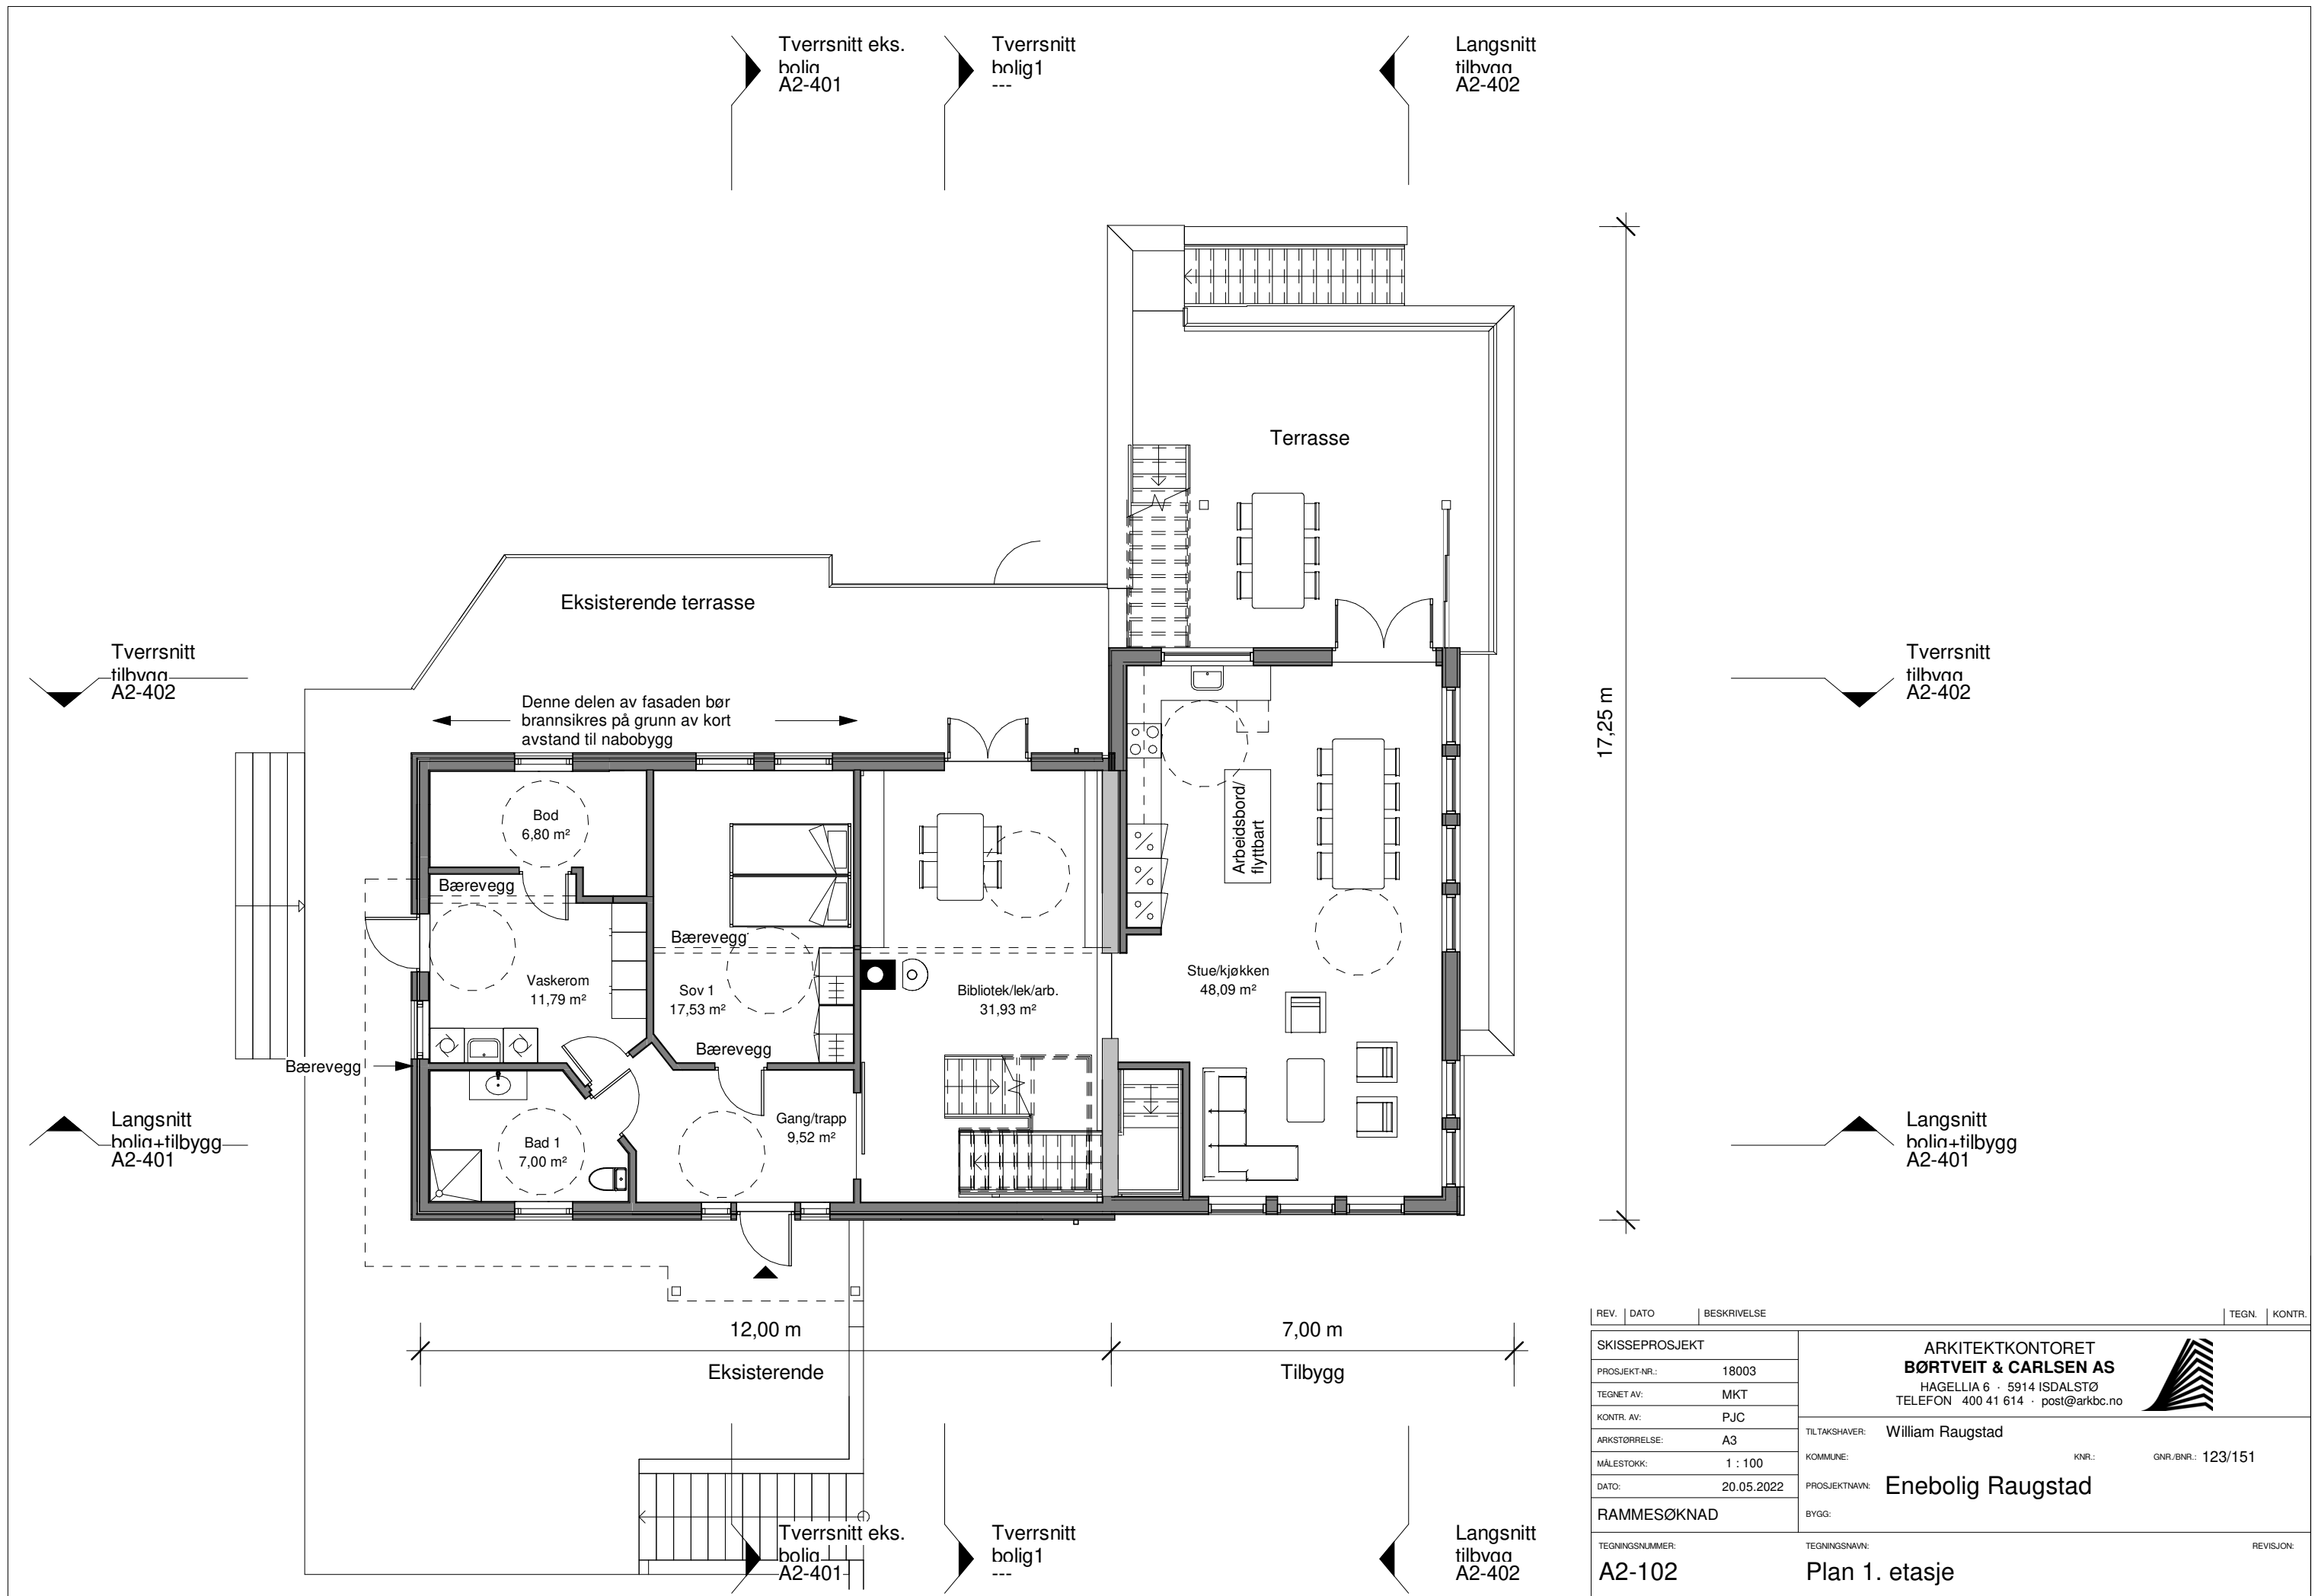 Tverrsnitt eks.
bolig
A2-401
Tverrsnitt
bolig1
---
Langsnitt
tilbygg
A2-402
Terrasse
Eksisterende terrasse
Tverrsnitt
tilbygg
A2-402
Tverrsnitt
tilbygg
A2-402
Denne delen av fasaden bør
brannsikres på grunn av kort
avstand til nabobygg
17,25 m
Bod
6,80 m²
Arbeidsbord/
flyttbart
Bærevegg
Bærevegg
Vaskerom
11,79 m²
Sov 1
17,53 m²
Bibliotek/lek/arb.
31,93 m²
Stue/kjøkken
48,09 m²
Bærevegg
Bærevegg
Langsnitt
bolig+tilbygg
A2-401
Bad 1
7,00 m²
Gang/trapp
9,52 m²
Langsnitt
bolig+tilbygg
A2-401
12,00 m
7,00 m
Eksisterende
Tilbygg
Tverrsnitt eks.
bolig
A2-401
Tverrsnitt
bolig1
---
Langsnitt
tilbygg
A2-402
REV. DATO BESKRIVELSE TEGN. KONTR.
SKISSEPROSJEKT
PROSJEKT-NR.: 18003
TEGNET AV: MKT
KONTR. AV: PJC
ARKSTØRRELSE: A3
MÅLESTOKK: 1 : 100
DATO: 20.05.2022
RAMMESØKNAD
ARKITEKTKONTORET
BØRTVEIT & CARLSEN AS
HAGELLIA 6 · 5914 ISDALSTØ
TELEFON 400 41 614 · post@arkbc.no
TILTAKSHAVER: William Raugstad
KOMMUNE: KNR.: GNR./BNR.: 123/151
PROSJEKTNAVN: Enebolig Raugstad
BYGG:
TEGNINGSNUMMER:
A2-102
TEGNINGSNAVN:
Plan 1. etasje
REVISJON: